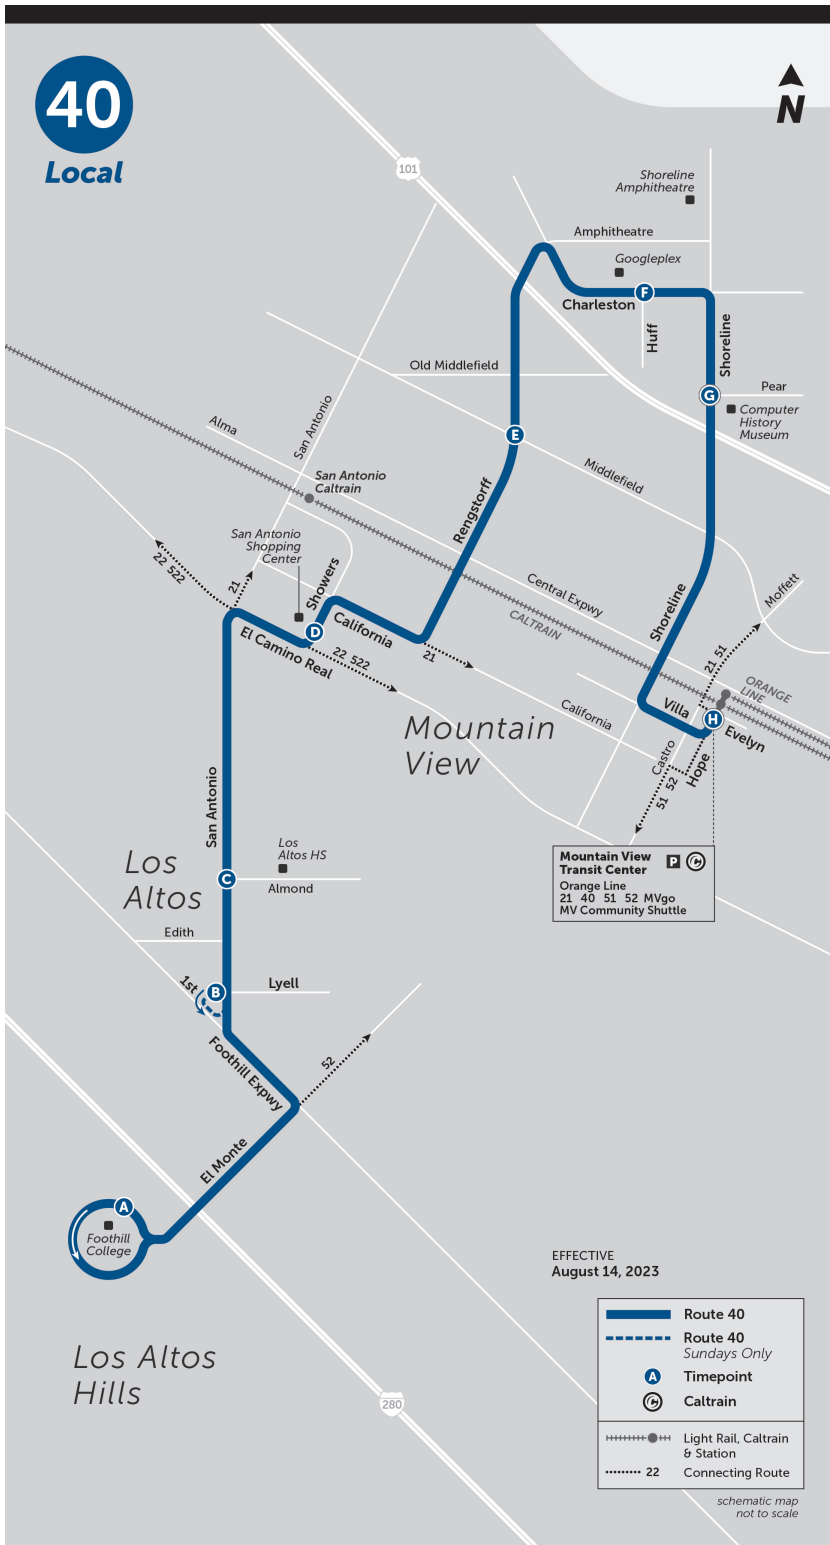 40
Local
N
101
Shoreline
Amphitheatre
Amphitheatre
Googleplex
F
Charleston
Huff
Shoreline
Old Middlefield
Pear
G
Computer
History
Museum
San Antonio
Alma
E
Middlefield
San Antonio
Caltrain
Rengstorff
San Antonio
Shopping
Center
22 522
21
Showers
Central Expwy
CALTRAIN
Moffett
D
California
El Camino Real
22 522
21
Shoreline
21 51
ORANGE
LINE
California
Villa
H
Evelyn
Mountain
View
Castro
Hope
51 52
San Antonio
Los
Altos HS
Los
Altos
C
Almond
Mountain View
Transit Center
P
C
Orange Line
21 40 51 52 MVgo
MV Community Shuttle
Edith
1st
B
Lyell
Foothill Expwy
52
El Monte
A
Foothill
College
EFFECTIVE
August 14, 2023
Los Altos
Hills
280
Route 40
Route 40
Sundays Only
A
Timepoint
C
Caltrain
Light Rail, Caltrain
& Station
22
Connecting Route
schematic map
not to scale